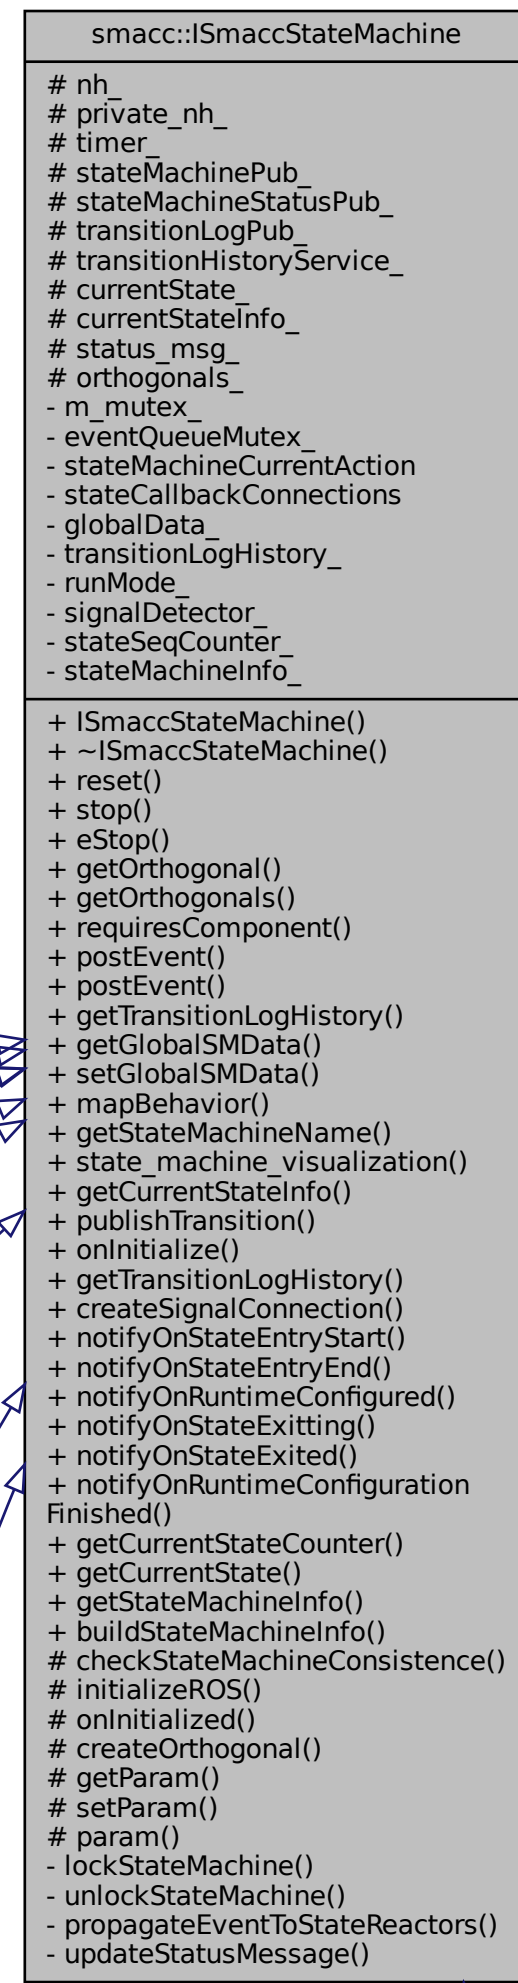 smacc::ISmaccStateMachine
# nh_
# private_nh_
# timer_
# stateMachinePub_
# stateMachineStatusPub_
# transitionLogPub_
# transitionHistoryService_
# currentState_
# currentStateInfo_
# status_msg_
# orthogonals_
- m_mutex_
- eventQueueMutex_
- stateMachineCurrentAction
- stateCallbackConnections
- globalData_
- transitionLogHistory_
- runMode_
- signalDetector_
- stateSeqCounter_
- stateMachineInfo_
+ ISmaccStateMachine()
+ ~ISmaccStateMachine()
+ reset()
+ stop()
+ eStop()
+ getOrthogonal()
+ getOrthogonals()
+ requiresComponent()
+ postEvent()
+ postEvent()
+ getTransitionLogHistory()
+ getGlobalSMData()
+ setGlobalSMData()
+ mapBehavior()
+ getStateMachineName()
+ state_machine_visualization()
+ getCurrentStateInfo()
+ publishTransition()
+ onInitialize()
+ getTransitionLogHistory()
+ createSignalConnection()
+ notifyOnStateEntryStart()
+ notifyOnStateEntryEnd()
+ notifyOnRuntimeConfigured()
+ notifyOnStateExitting()
+ notifyOnStateExited()
+ notifyOnRuntimeConfiguration
Finished()
+ getCurrentStateCounter()
+ getCurrentState()
+ getStateMachineInfo()
+ buildStateMachineInfo()
# checkStateMachineConsistence()
# initializeROS()
# onInitialized()
# createOrthogonal()
# getParam()
# setParam()
# param()
- lockStateMachine()
- unlockStateMachine()
- propagateEventToStateReactors()
- updateStatusMessage()